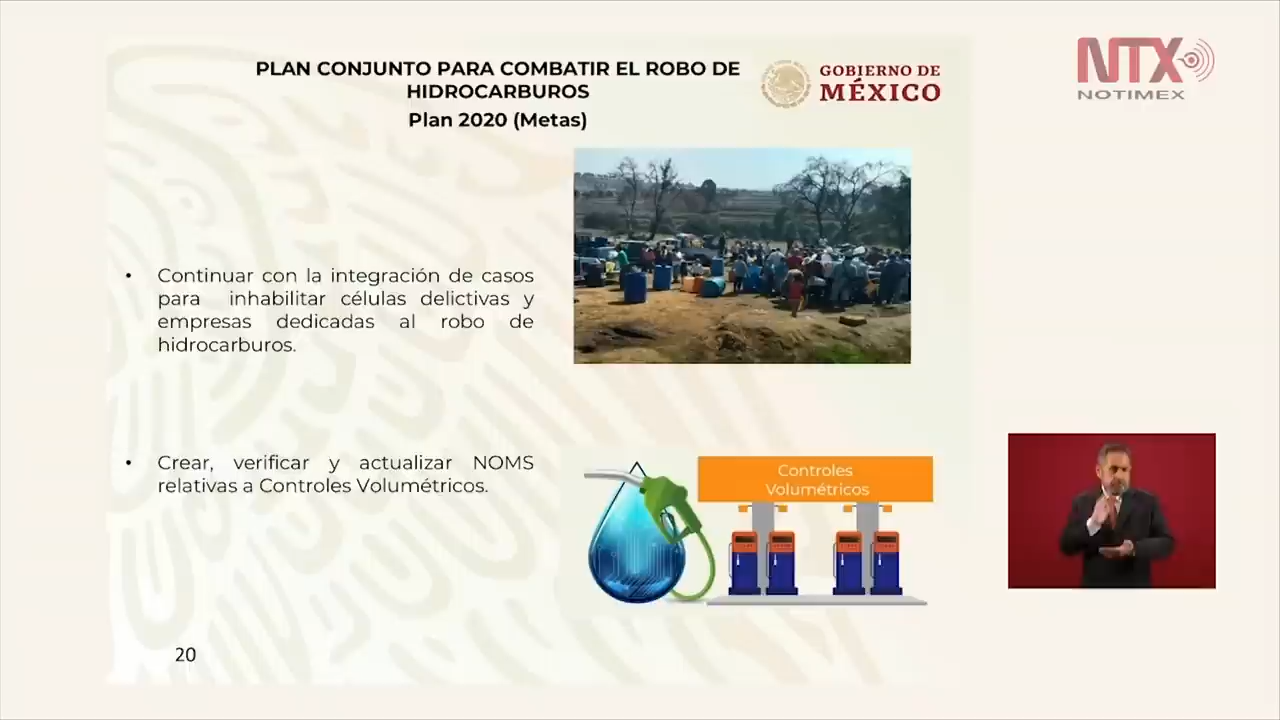 PLAN CONJUNTO PARA COMBATIR EL ROBO DE
HIDROCARBUROS
Plan 2020 (Metas)
GOBIERNO DE
MÉXICO
NTX
NOTIMEX
• Continuar con la integración de casos
para inhabilitar células delictivas y
empresas dedicadas al robo de
hidrocarburos.
• Crear, verificar y actualizar NOMS
relativas a Controles Volumétricos.
Controles
Volumétricos
20